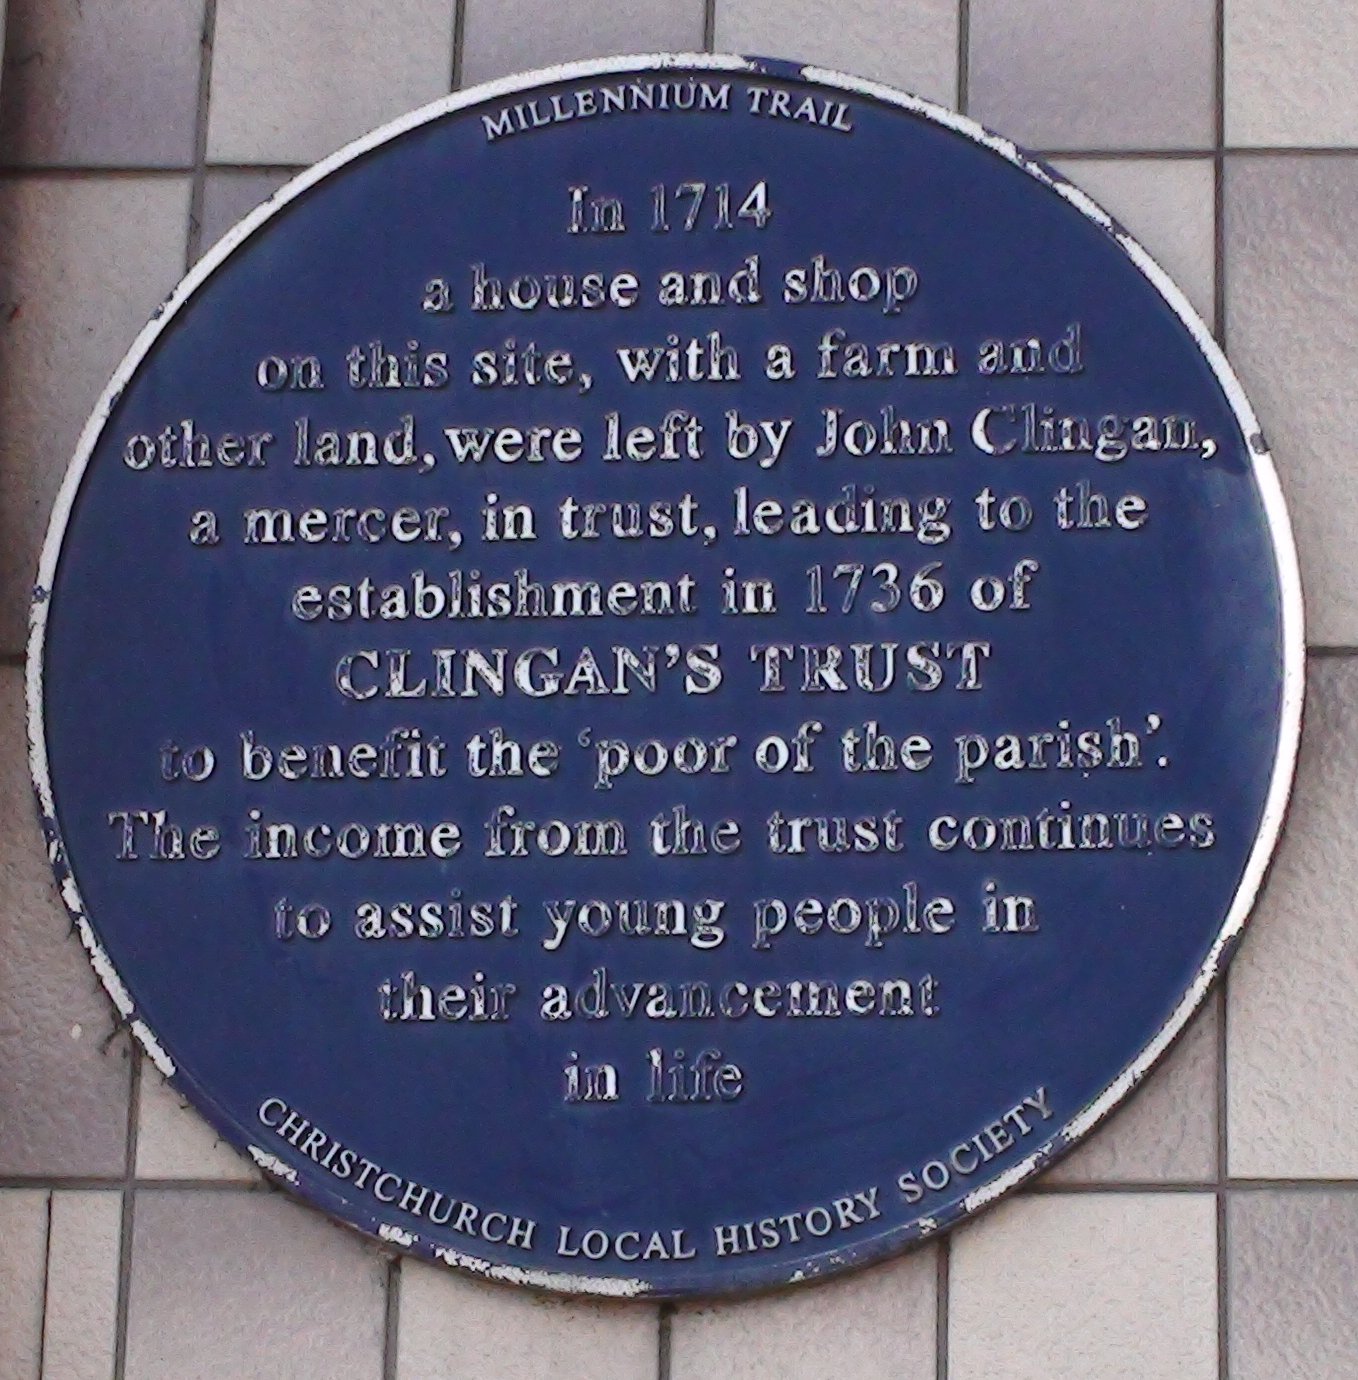 MILLENNIUM TRAIL
In 1714
a house and shop
on this site, with a farm and
other land, were left by John Clingan,
a mercer, in trust, leading to the
establishment in 1736 of
CLINGAN'S TRUST
to benefit the ‘poor of the parish’.
The income from the trust continues
to assist young people in
their advancement
in life
CHRISTCHURCH LOCAL HISTORY SOCIETY